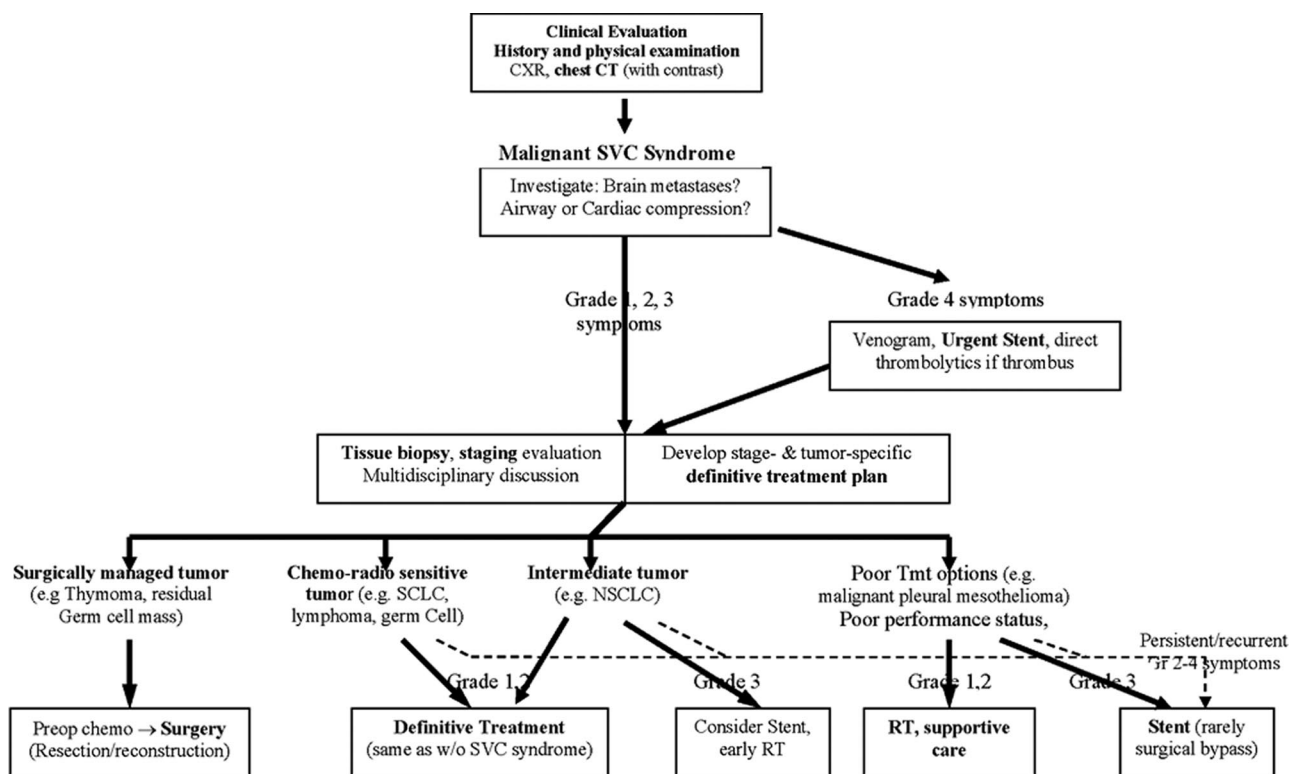 Clinical Evaluation
History and physical examination
CXR, chest CT (with contrast)
Malignant SVC Syndrome
Investigate: Brain metastases?
Airway or Cardiac compression?
Grade 1, 2, 3
symptoms
Grade 4 symptoms
Venogram, Urgent Stent, direct
thrombolytics if thrombus
Tissue biopsy, staging evaluation
Multidisciplinary discussion
Develop stage- & tumor-specific
definitive treatment plan
Surgically managed tumor
(e.g Thymoma, residual
Germ cell mass)
Chemo-radio sensitive
tumor (e.g. SCLC,
lymphoma, germ Cell)
Intermediate tumor
(e.g. NSCLC)
Poor Tmt options (e.g.
malignant pleural mesothelioma)
Poor performance status,
Persistent/recurrent
Gr 2-4 symptoms
Grade 1,2
Grade 3
Grade 1,2
Grade 3
Preop chemo → Surgery
(Resection/reconstruction)
Definitive Treatment
(same as w/o SVC syndrome)
Consider Stent,
early RT
RT, supportive
care
Stent (rarely
surgical bypass)